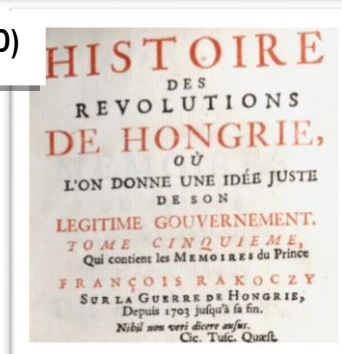 0)
HISTOIRE
DES
REVOLUTIONS
DE HONGRIE,
OÙ
L'ON DONNE UNE IDÉE JUSTE
DE SON
LEGITIME GOUVERNEMENT.
TOME CINQUIEME,
Qui contient les MEMOIRES du Prince
FRANÇOIS RAKOCZY
SUR LA GUERRE DE HONGRIE,
Depuis 1703 juſqu'à ſa fin.
Nihil non veri dicere auſus.
Cic. Tuſc. Quæſt.